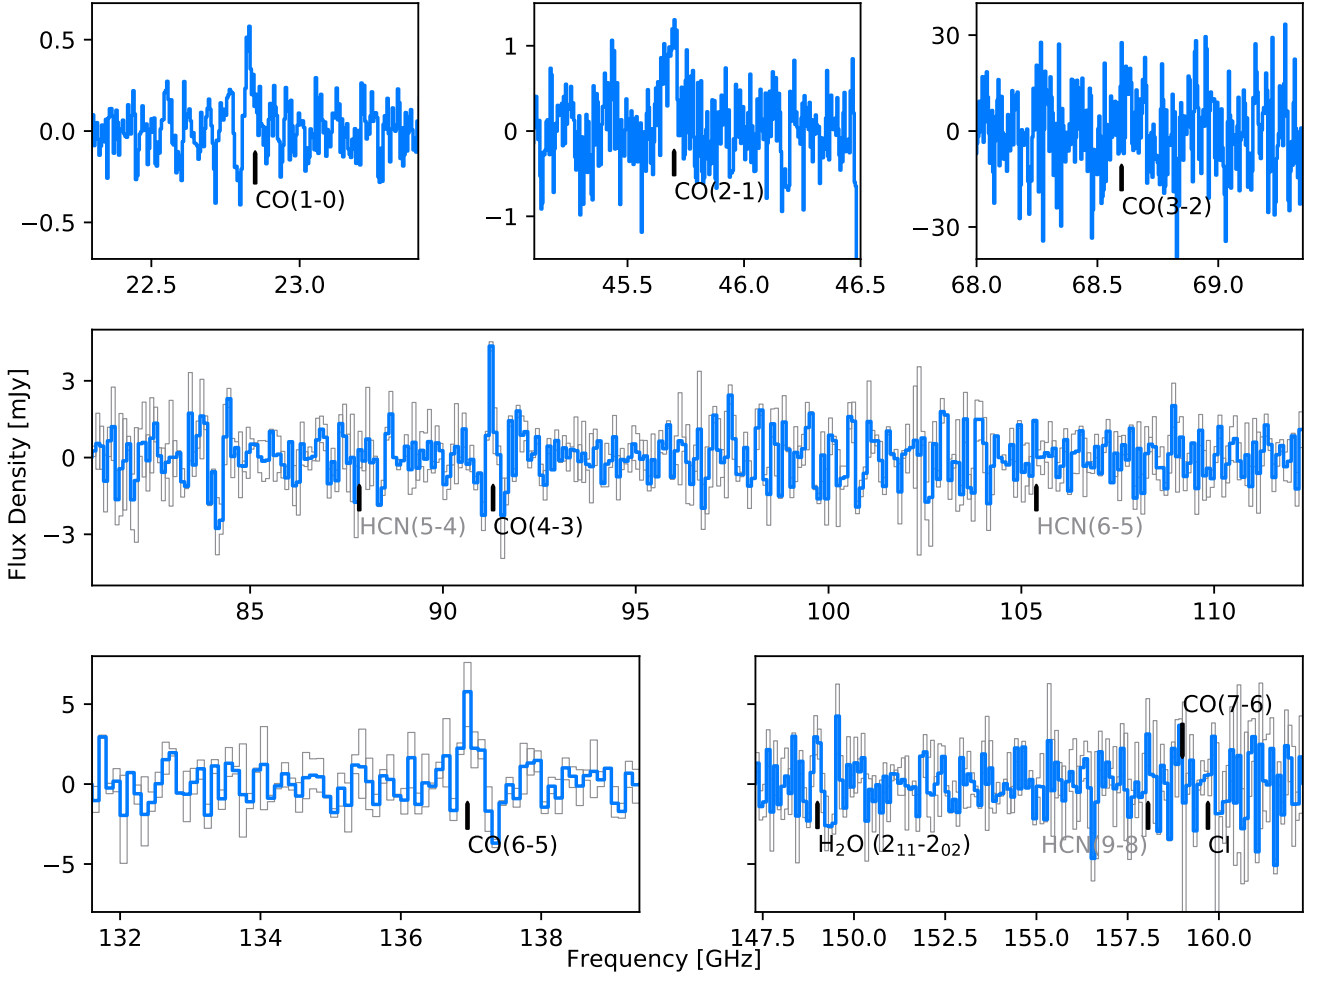 0.5
0.0
−0.5
CO(1-0)
22.5 23.0
1
0
−1
CO(2-1)
45.5 46.0 46.5
30
0
−30
CO(3-2)
68.0 68.5 69.0
Flux Density [mJy]
3
0
−3
HCN(5-4) CO(4-3) HCN(6-5)
85 90 95 100 105 110
5
0
−5
CO(6-5)
132 134 136 138
CO(7-6)
H₂O (2₁₁-2₀₂) HCN(9-8) CI
147.5 150.0 152.5 155.0 157.5 160.0
Frequency [GHz]